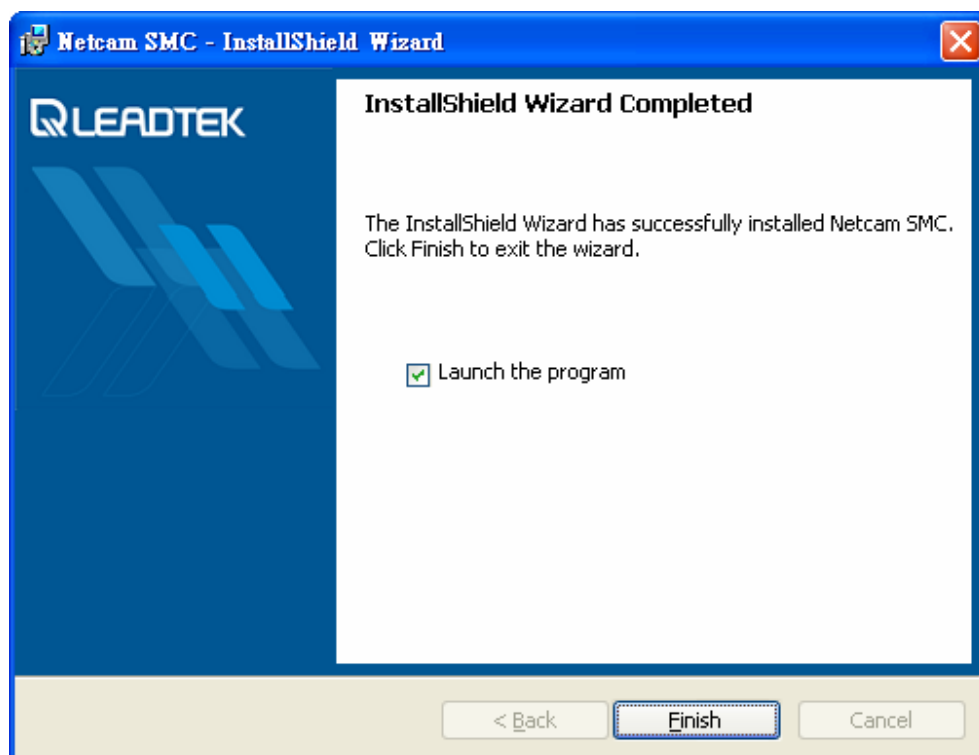 Netcam SMC - InstallShield Wizard
LEADTEK
InstallShield Wizard Completed
The InstallShield Wizard has successfully installed Netcam SMC.
Click Finish to exit the wizard.
Launch the program
< Back
Finish
Cancel